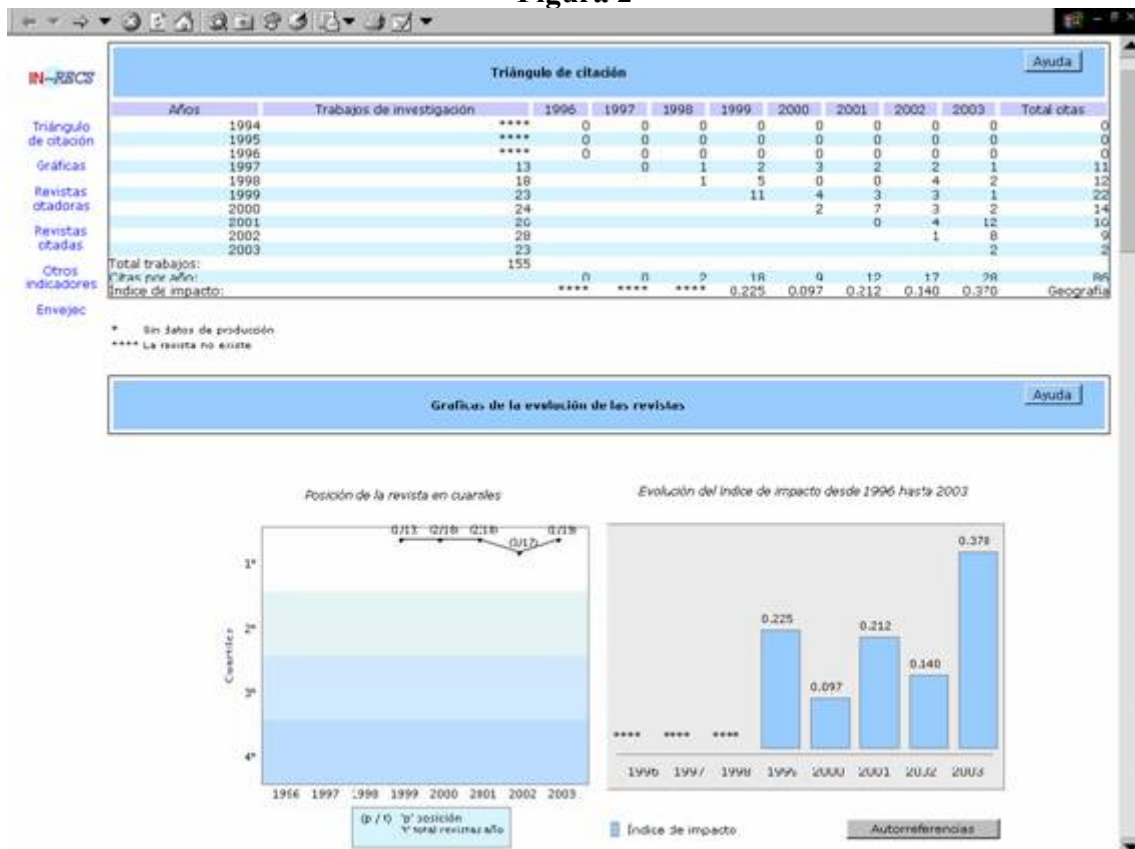 Figura 2
IN-RECS
Triángulo de citación
Gráficas
Revistas citadoras
Revistas citadas
Otros indicadores
Envejec
Triángulo de citación Ayuda
Años Trabajos de investigación 1996 1997 1998 1999 2000 2001 2002 2003 Total citas
1994 **** 0 0 0 0 0 0 0 0 0
1995 **** 0 0 0 0 0 0 0 0 0
1996 **** 0 0 0 0 0 0 0 0 0
1997 13 0 1 2 3 2 2 1 11
1998 18 1 5 0 0 4 2 12
1999 23 11 4 3 3 1 22
2000 24 2 7 3 2 14
2001 26 0 4 12
2002 28 1 8 9
2003 23 2 2
Total trabajos: 155
Citas por año: 0 0 2 18 9 12 17 28
Índice de impacto: **** **** **** 0.225 0.097 0.212 0.140 0.370 Geografía
* Sin datos de producción
**** La revista no existe
Graficas de la evolución de las revistas Ayuda
Posición de la revista en cuartiles
1º
2º
3º
4º
Cuartiles
1997 1998 1999 2000 2001 2002 2003
(p / t) 'p' posición
't' total revistas año
Evolución del índice de impacto desde 1996 hasta 2003
0.225 0.097 0.212 0.140 0.370
**** **** ****
1996 1997 1998 1999 2000 2001 2002 2003
Índice de impacto
Autorreferencias